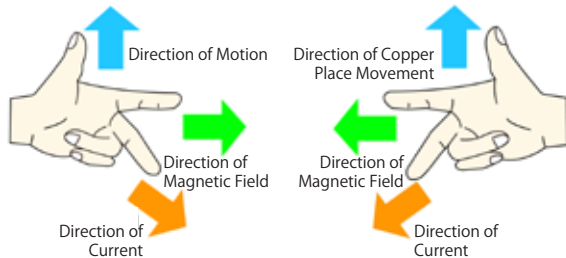 Direction of Motion
Direction of
Magnetic Field
Direction of
Current
Direction of Copper
Place Movement
Direction of
Magnetic Field
Direction of
Current